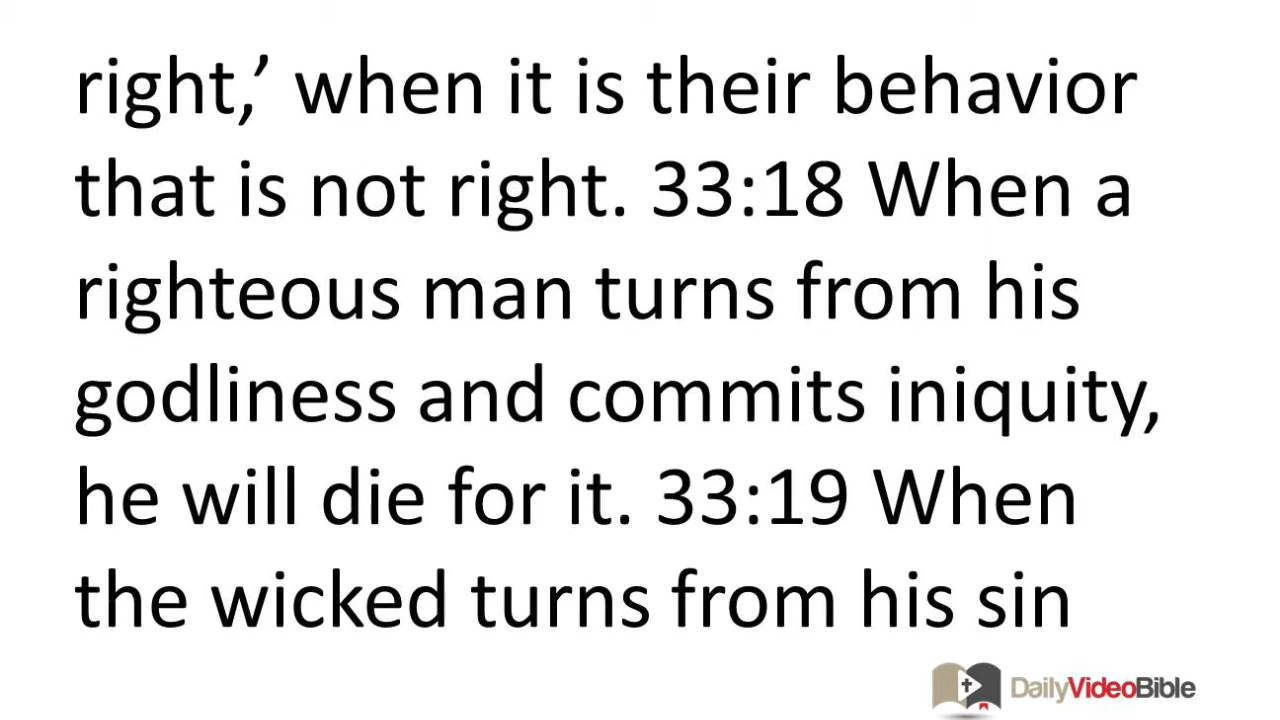 right,’ when it is their behavior
that is not right. 33:18 When a
righteous man turns from his
godliness and commits iniquity,
he will die for it. 33:19 When
the wicked turns from his sin
DailyVideoBible